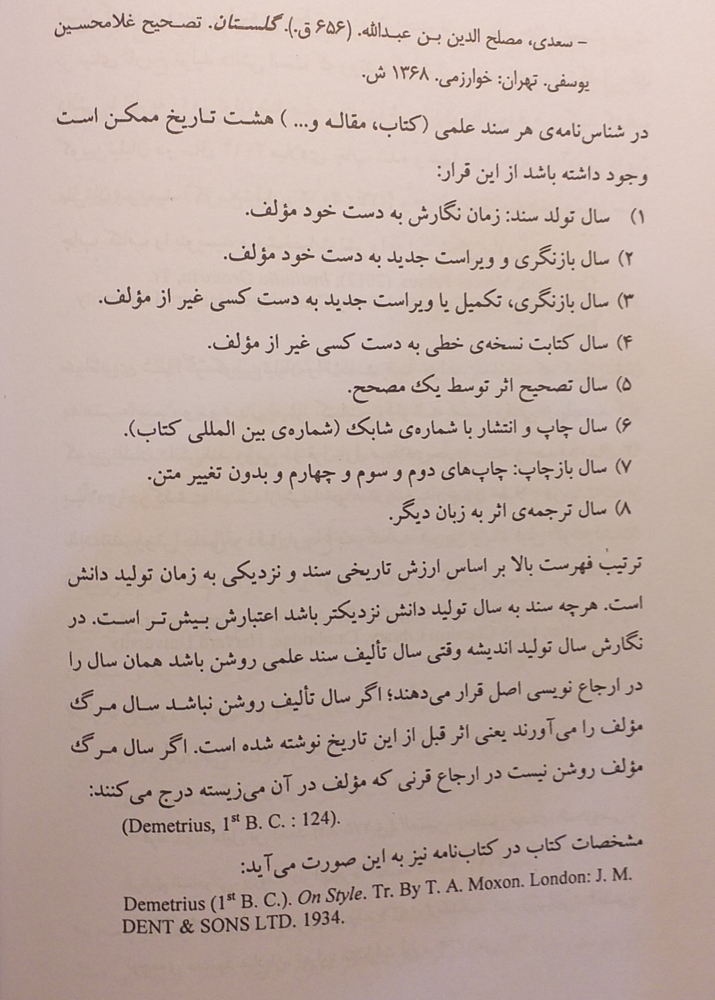 – سعدی، مصلح الدین بن عبدالله. (۶۵۶ ق.). گلستان. تصحیح غلامحسین
یوسفی. تهران: خوارزمی. ۱۳۶۸ ش.
در شناس‌نامه‌ی هر سند علمی (کتاب، مقاله و... ) هشت تاریخ ممکن است
وجود داشته باشد از این قرار:
۱) سال تولد سند: زمان نگارش به دست خود مؤلف.
۲) سال بازنگری و ویراست جدید به دست خود مؤلف.
۳) سال بازنگری، تکمیل یا ویراست جدید به دست کسی غیر از مؤلف.
۴) سال کتابت نسخه‌ی خطی به دست کسی غیر از مؤلف.
۵) سال تصحیح اثر توسط یک مصحح.
۶) سال چاپ و انتشار با شماره‌ی شابک (شماره‌ی بین المللی کتاب).
۷) سال بازچاپ: چاپ‌های دوم و سوم و چهارم و بدون تغییر متن.
۸) سال ترجمه‌ی اثر به زبان دیگر.
ترتیب فهرست بالا بر اساس ارزش تاریخی سند و نزدیکی به زمان تولید دانش
است. هرچه سند به سال تولید دانش نزدیکتر باشد اعتبارش بیش‌تر است. در
نگارش سال تولید اندیشه وقتی سال تألیف سند علمی روشن باشد همان سال را
در ارجاع نویسی اصل قرار می‌دهند؛ اگر سال تألیف روشن نباشد سال مرگ
مؤلف را می‌آورند یعنی اثر قبل از این تاریخ نوشته شده است. اگر سال مرگ
مؤلف روشن نیست در ارجاع قرنی که مؤلف در آن می‌زیسته درج می‌کنند:
(Demetrius, 1st B. C. : 124).
مشخصات کتاب در کتاب‌نامه نیز به این صورت می‌آید:
Demetrius (1st B. C.). On Style. Tr. By T. A. Moxon. London: J. M.
DENT & SONS LTD. 1934.